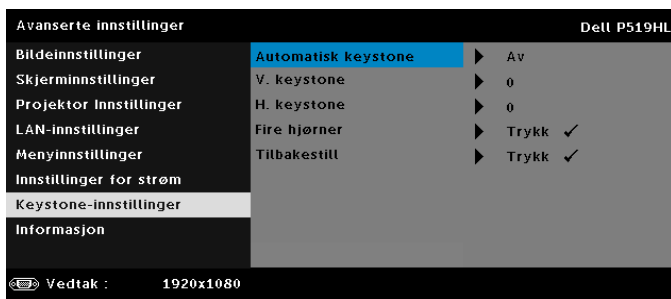 Avanserte innstillinger Dell P519HL
Bildeinnstillinger Automatisk keystone Av
Skjerminnstillinger V. keystone 0
Projektor Innstillinger H. keystone 0
LAN-innstillinger Fire hjørner Trykk ✓
Menyinnstillinger Tilbakestill Trykk ✓
Innstillinger for strøm
Keystone-innstillinger
Informasjon
Vedtak : 1920x1080